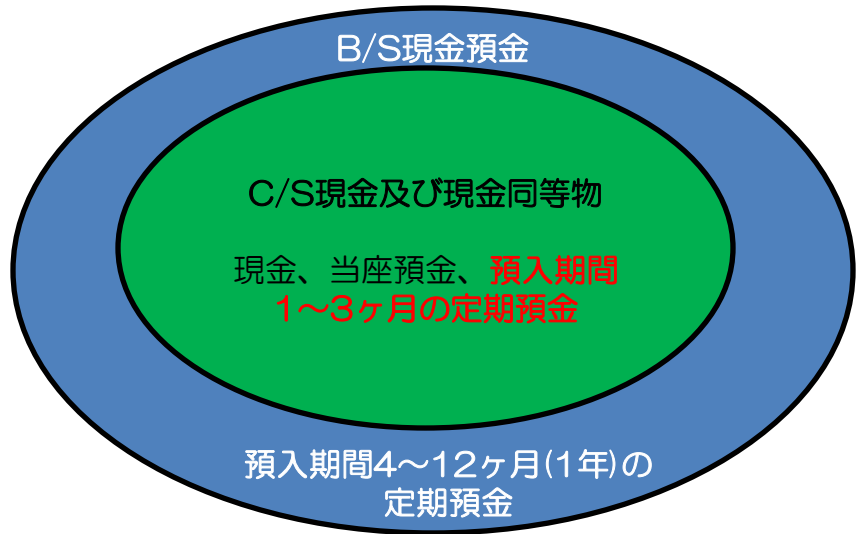 B/S現金預金
C/S現金及び現金同等物
現金、当座預金、預入期間
1～3ヶ月の定期預金
預入期間4～12ヶ月(1年)の
定期預金